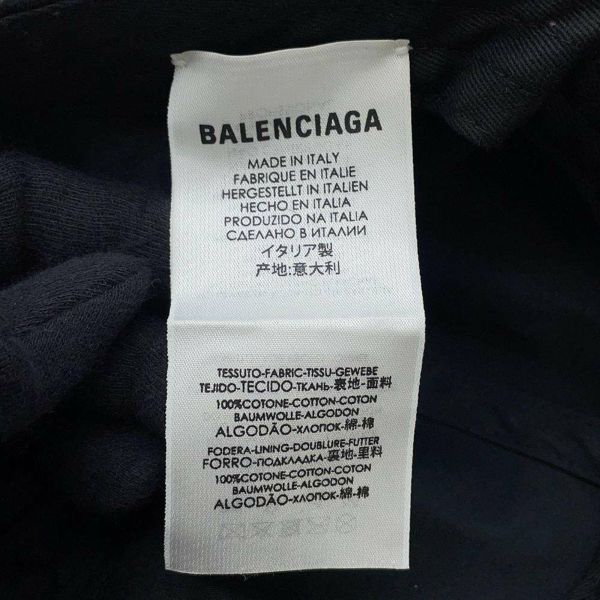 BALENCIAGA
MADE IN ITALY
FABRIQUE EN ITALIE
HERGESTELLT IN ITALIEN
HECHO EN ITALIA
PRODUZIDO NA ITALIA
СДЕЛАНО В ИТАЛИИ
イタリア製
产地:意大利
TESSUTO-FABRIC-TISSU-GEWEBE
TEJIDO-TECIDO-ТКАНЬ-表地-面料
100%COTONE-COTTON-COTON
BAUMWOLLE-ALGODON
ALGODÃO-ХЛОПОК-綿-棉
FODERA-LINING-DOUBLURE-FUTTER
FORRO-ПОДКЛАДКА-裏地-里料
100%COTONE-COTTON-COTON
BAUMWOLLE-ALGODON
ALGODÃO-ХЛОПОК-綿-棉